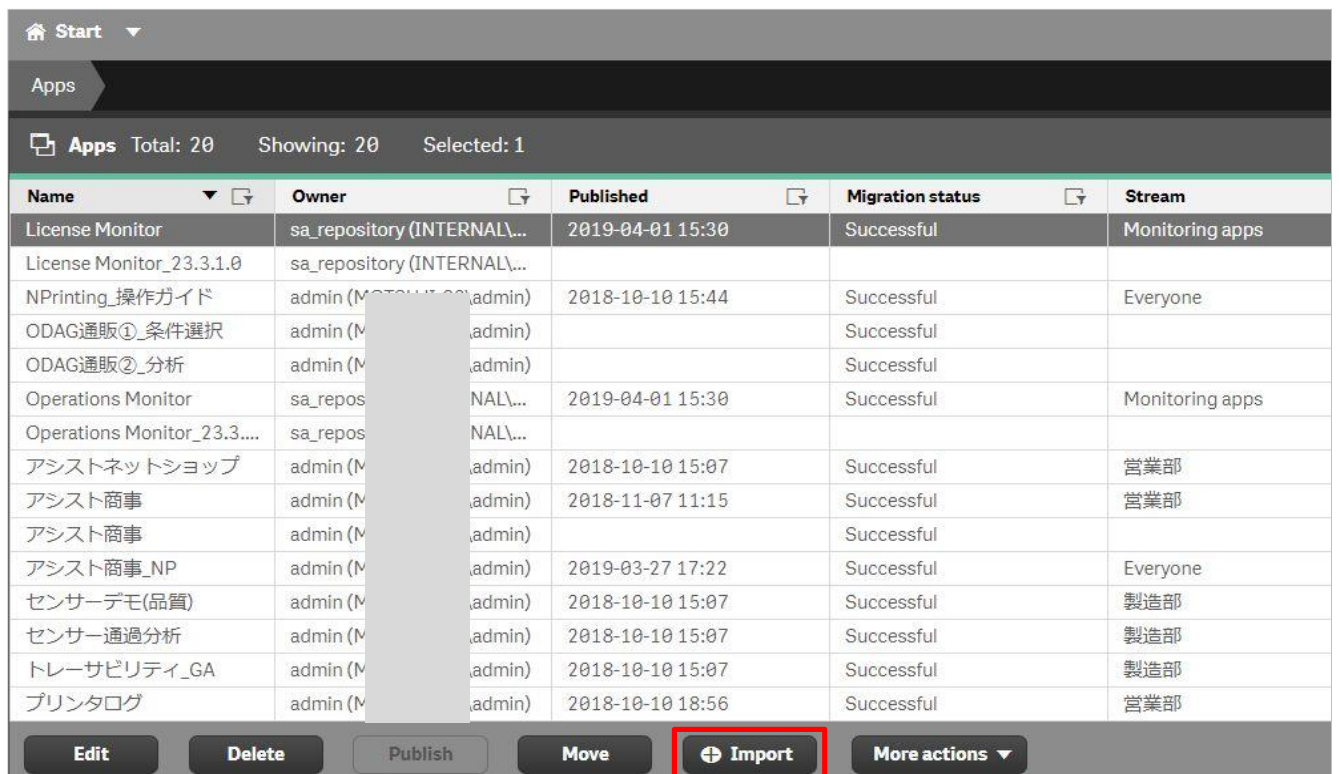 Start
Apps
Apps Total: 20 Showing: 20 Selected: 1
Name Owner Published Migration status Stream
License Monitor sa_repository (INTERNAL\... 2019-04-01 15:30 Successful Monitoring apps
License Monitor_23.3.1.0 sa_repository (INTERNAL\...
NPrinting_操作ガイド admin \admin) 2018-10-10 15:44 Successful Everyone
ODAG通販①_条件選択 admin (M \admin) Successful
ODAG通販②_分析 admin (M \admin) Successful
Operations Monitor sa_repos NAL\... 2019-04-01 15:30 Successful Monitoring apps
Operations Monitor_23.3.... sa_repos NAL\...
アシストネットショップ admin (M \admin) 2018-10-10 15:07 Successful 営業部
アシスト商事 admin (M \admin) 2018-11-07 11:15 Successful 営業部
アシスト商事 admin (M \admin) Successful
アシスト商事_NP admin (M \admin) 2019-03-27 17:22 Successful Everyone
センサーデモ(品質) admin (M \admin) 2018-10-10 15:07 Successful 製造部
センサー通過分析 admin (M \admin) 2018-10-10 15:07 Successful 製造部
トレーサビリティ_GA admin (M \admin) 2018-10-10 15:07 Successful 製造部
プリンタログ admin (M \admin) 2018-10-10 18:56 Successful 営業部
Edit Delete Publish Move Import More actions